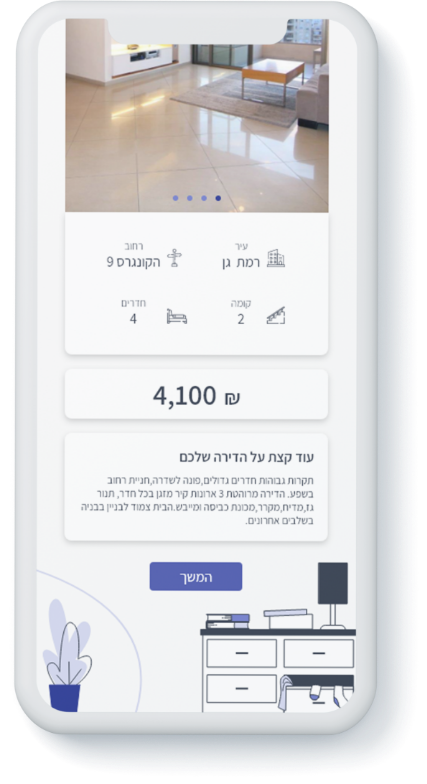 עיר
רמת גן
רחוב
הקונגרס 9
קומה
2
חדרים
4
4,100 ₪
עוד קצת על הדירה שלכם
תקרות גבוהות חדרים גדולים,פונה לשדרה,חניית רחוב
בשפע. הדירה מרוהטת 3 ארונות קיר מזגן בכל חדר, תנור
גז,מדיח,מקרר,מכונת כביסה ומייבש.הבית צמוד לבניין בבניה
בשלבים אחרונים.
המשך